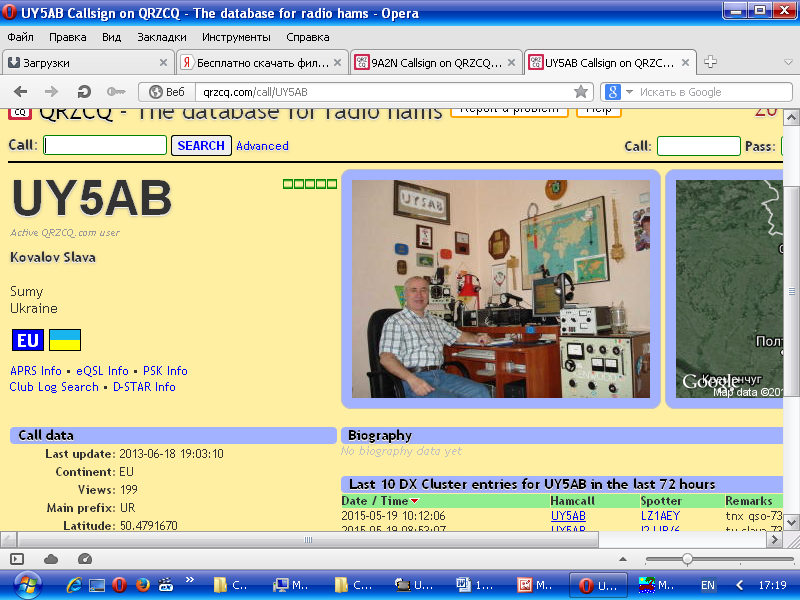 UY5AB Callsign on QRZCQ - The database for radio hams - Opera
Файл Правка Вид Закладки Инструменты Справка
Загрузки
Бесплатно скачать фил...
9A2N Callsign on QRZCQ...
UY5AB Callsign on QRZC...
Веб
qrzcq.com/call/UY5AB
Искать в Google
CQ QRZCQ - The database for radio hams Report a problem Help 20
Call: SEARCH Advanced Call: Pass:
UY5AB
Active QRZCQ.com user
Kovalov Slava
Sumy
Ukraine
EU
APRS Info • eQSL Info • PSK Info
Club Log Search • D-STAR Info
UY5AB
Полт
Кременчуг
Google
Map data ©201
Call data
Last update: 2013-06-18 19:03:10
Continent: EU
Views: 199
Main prefix: UR
Latitude: 50.4791670
Biography
No biography data yet
Last 10 DX Cluster entries for UY5AB in the last 72 hours
Date / Time Hamcall Spotter Remarks
2015-05-19 10:12:06 UY5AB LZ1AEY tnx qso-73
2015-05-19 08:53:07 UY5AB
C.. M.. C... U... 1... M.. U... M.. EN 17:19